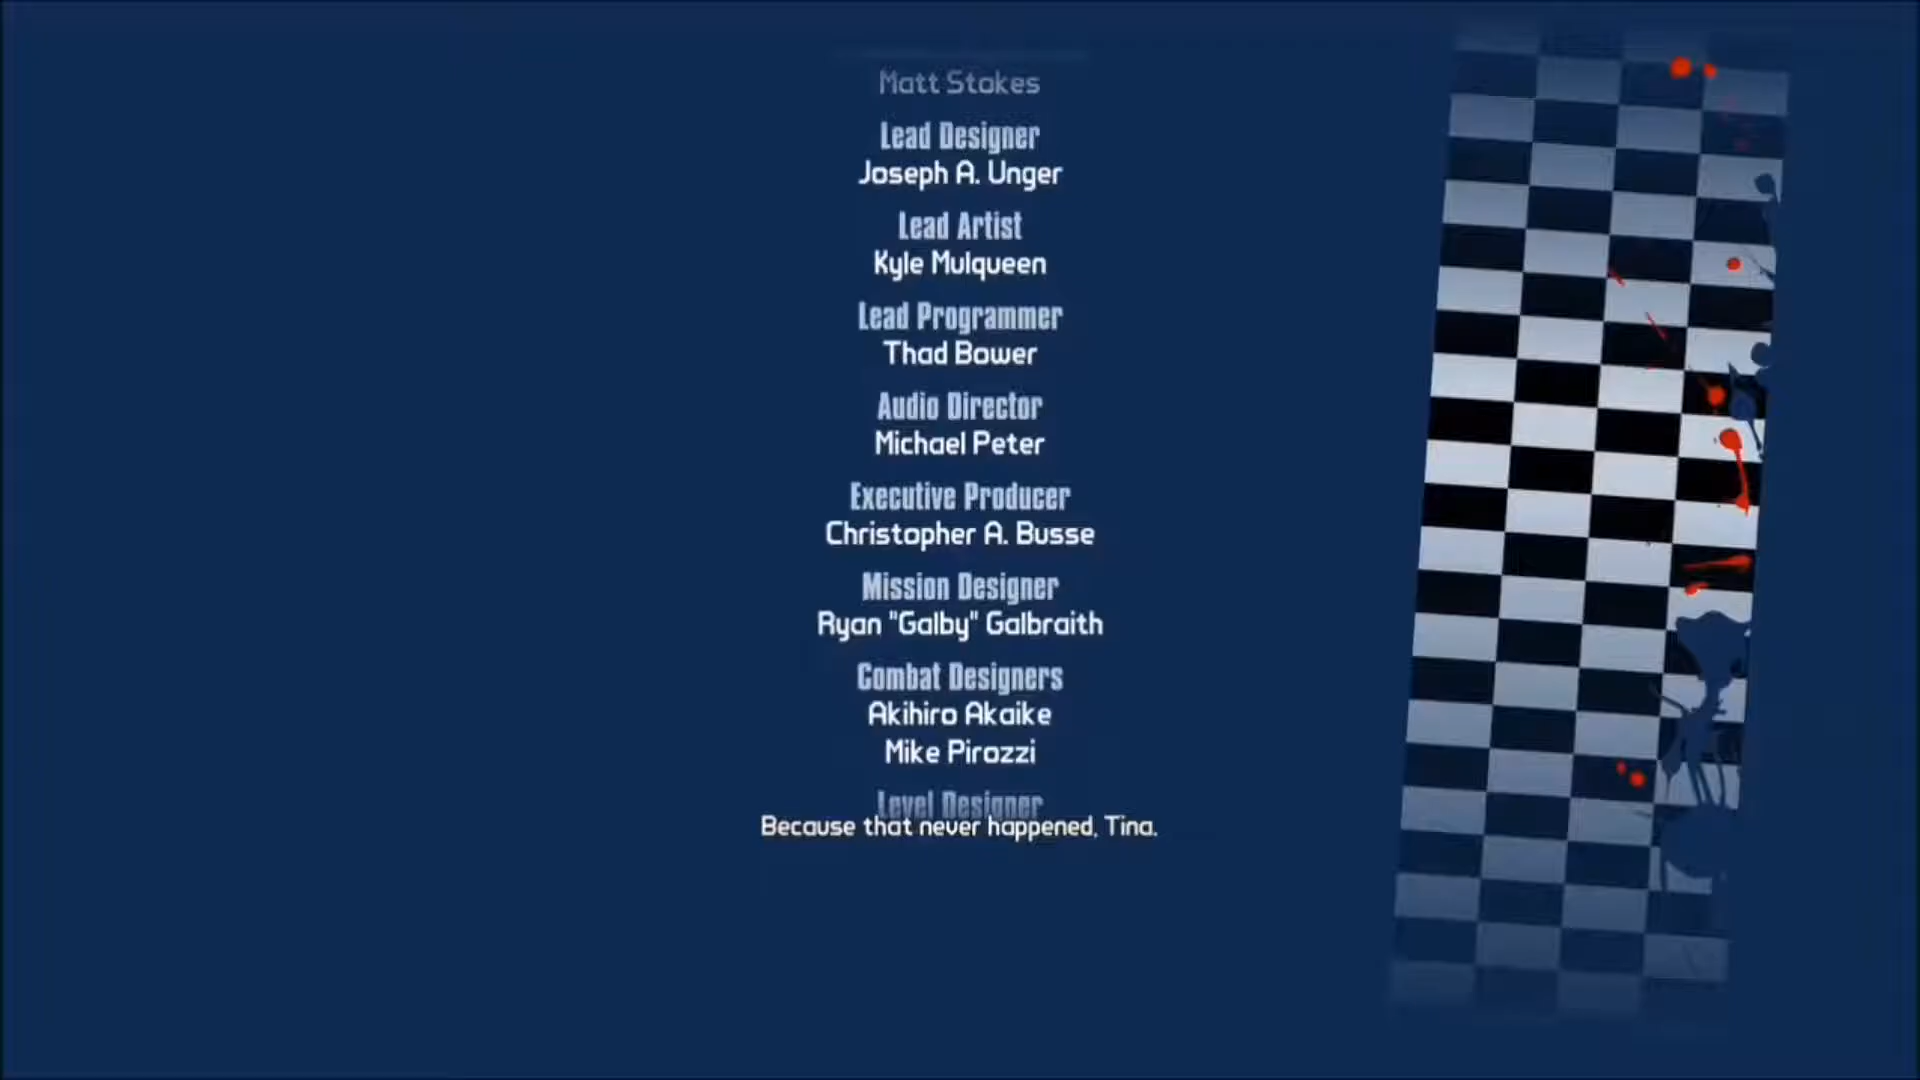 Matt Stokes
Lead Designer
Joseph A. Unger
Lead Artist
Kyle Mulqueen
Lead Programmer
Thad Bower
Audio Director
Michael Peter
Executive Producer
Christopher A. Busse
Mission Designer
Ryan "Galby" Galbraith
Combat Designers
Akihiro Akaike
Mike Pirozzi
Level Designer
Because that never happened, Tina.